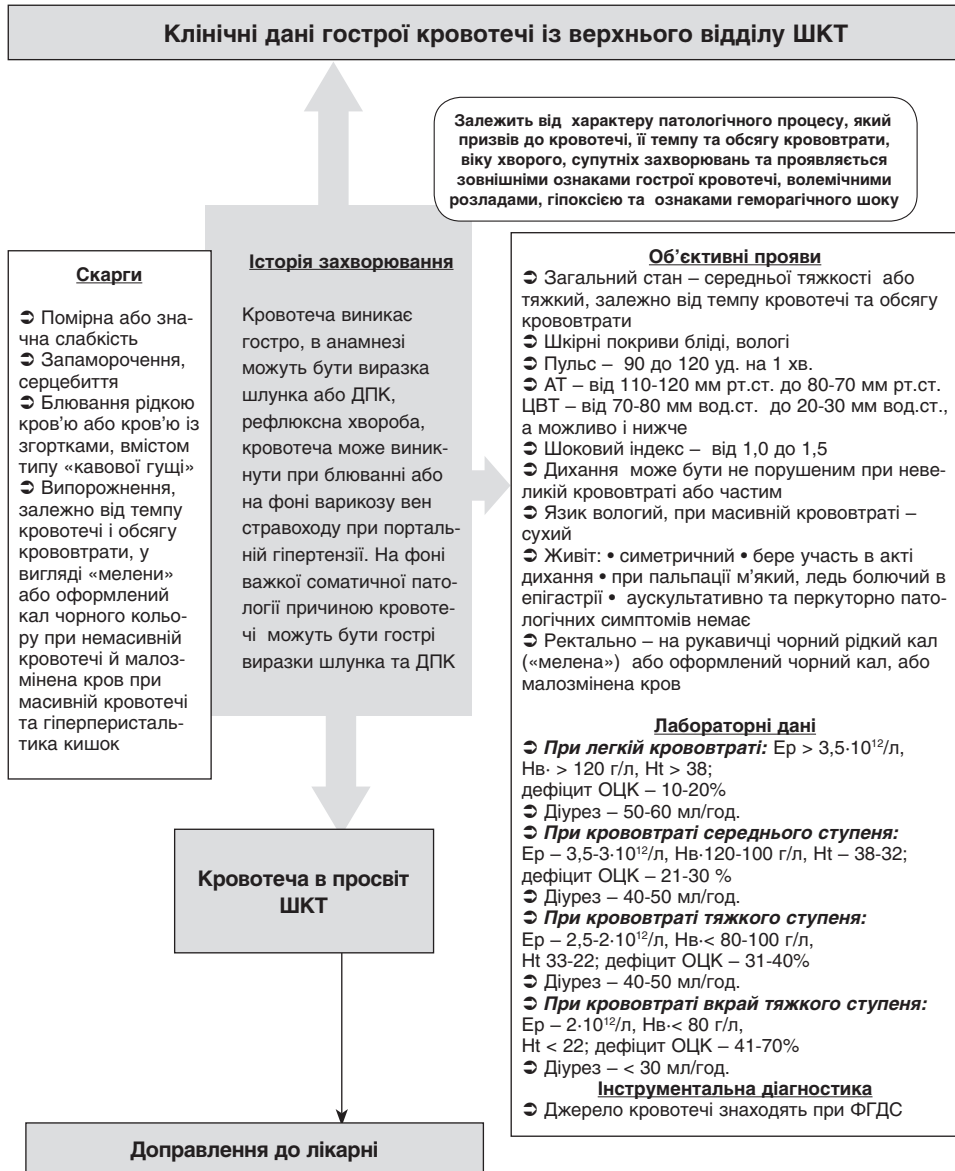 Клінічні дані гострої кровотечі із верхнього відділу ШКТ
Залежить від характеру патологічного процесу, який
призвів до кровотечі, її темпу та обсягу крововтрати,
віку хворого, супутніх захворювань та проявляється
зовнішніми ознаками гострої кровотечі, волемічними
розладами, гіпоксією та ознаками геморагічного шоку
Скарги
➲ Помірна або зна-
чна слабкість
➲ Запаморочення,
серцебиття
➲ Блювання рідкою
кров’ю або кров’ю із
згортками, вмістом
типу «кавової гущі»
➲ Випорожнення,
залежно від темпу
кровотечі і обсягу
крововтрати, у
вигляді «мелени»
або оформлений
кал чорного кольо-
ру при немасивній
кровотечі й малоз-
мінена кров при
масивній кровотечі
та гіперперисталь-
тика кишок
Історія захворювання
Кровотеча виникає
гостро, в анамнезі
можуть бути виразка
шлунка або ДПК,
рефлюксна хвороба,
кровотеча може виник-
нути при блюванні або
на фоні варикозу вен
стравоходу при порталь-
ній гіпертензії. На фоні
важкої соматичної пато-
логії причиною кровоте-
чі можуть бути гострі
виразки шлунка та ДПК
Об’єктивні прояви
➲ Загальний стан – середньої тяжкості або
тяжкий, залежно від темпу кровотечі та обсягу
крововтрати
➲ Шкірні покриви бліді, вологі
➲ Пульс – 90 до 120 уд. на 1 хв.
➲ АТ – від 110-120 мм рт.ст. до 80-70 мм рт.ст.
ЦВТ – від 70-80 мм вод.ст. до 20-30 мм вод.ст.,
а можливо і нижче
➲ Шоковий індекс – від 1,0 до 1,5
➲ Дихання може бути не порушеним при неве-
ликій крововтраті або частим
➲ Язик вологий, при масивній крововтраті –
сухий
➲ Живіт: • симетричний • бере участь в акті
дихання • при пальпації м’який, ледь болючий в
епігастрії • аускультативно та перкуторно пато-
логічних симптомів немає
➲ Ректально – на рукавичці чорний рідкий кал
(«мелена») або оформлений чорний кал, або
малозмінена кров
Лабораторні дані
➲ При легкій крововтраті: Ер > 3,5·10¹²/л,
Нв· > 120 г/л, Ht > 38;
дефіцит ОЦК – 10-20%
➲ Діурез – 50-60 мл/год.
➲ При крововтраті середнього ступеня:
Ер – 3,5-3·10¹²/л, Нв·120-100 г/л, Ht – 38-32;
дефіцит ОЦК – 21-30 %
➲ Діурез – 40-50 мл/год.
➲ При крововтраті тяжкого ступеня:
Ер – 2,5-2·10¹²/л, Нв·< 80-100 г/л,
Ht 33-22; дефіцит ОЦК – 31-40%
➲ Діурез – 40-50 мл/год.
➲ При крововтраті вкрай тяжкого ступеня:
Ер – 2·10¹²/л, Нв·< 80 г/л,
Ht < 22; дефіцит ОЦК – 41-70%
➲ Діурез – < 30 мл/год.
Інструментальна діагностика
➲ Джерело кровотечі знаходять при ФГДС
Кровотеча в просвіт
ШКТ
Доправлення до лікарні